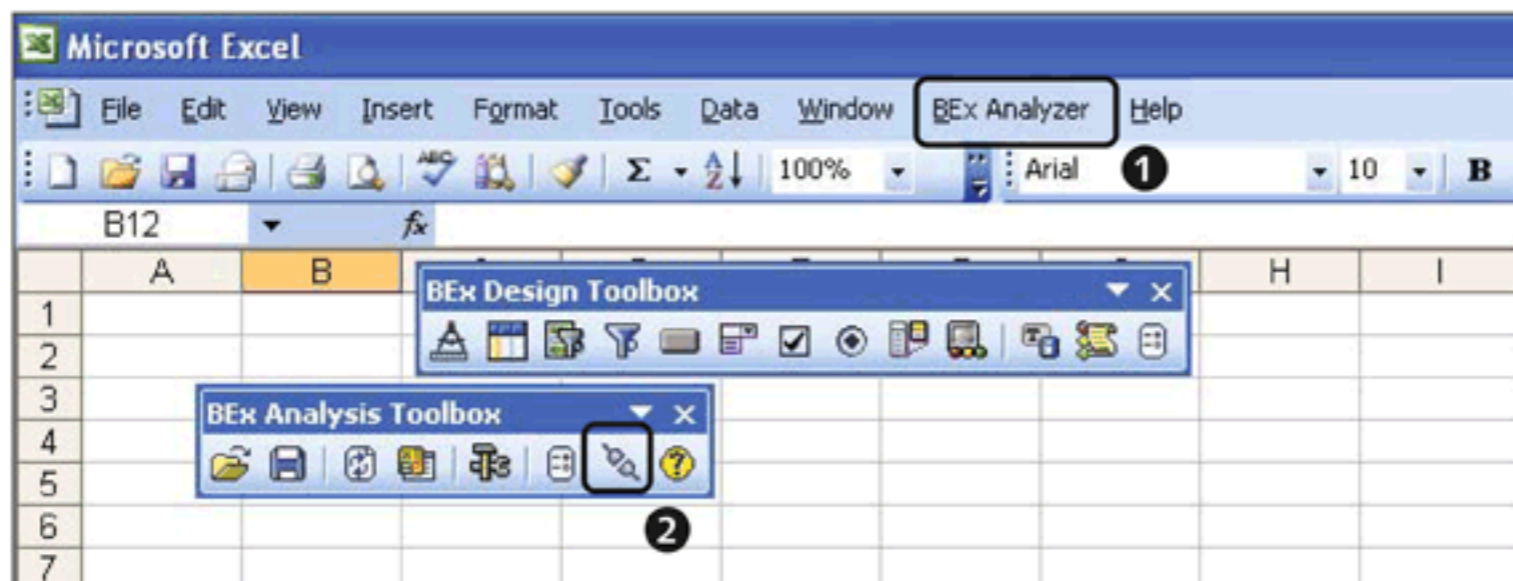 Microsoft Excel
File Edit View Insert Format Tools Data Window BEx Analyzer Help
ABC Σ A Z 100% Arial 1 10 B
B12 fx
A B H I
BEx Design Toolbox
1
2
3
BEx Analysis Toolbox
4
5
6
2
7